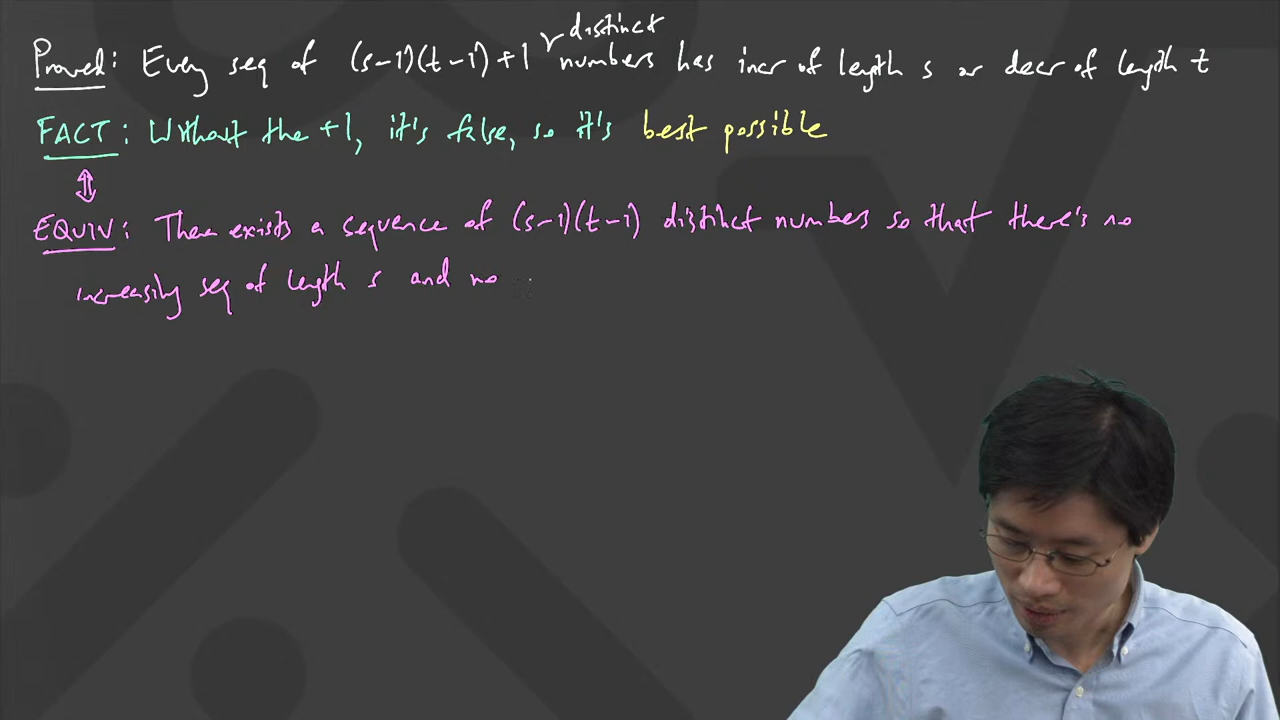 Proved: Every seq of (s-1)(t-1)+1 distinct numbers has incr of length s or decr of length t
FACT: Without the +1, it's false, so it's best possible
⇕
EQUIV: There exists a sequence of (s-1)(t-1) distinct numbers so that there's no
increasing seq of length s and no